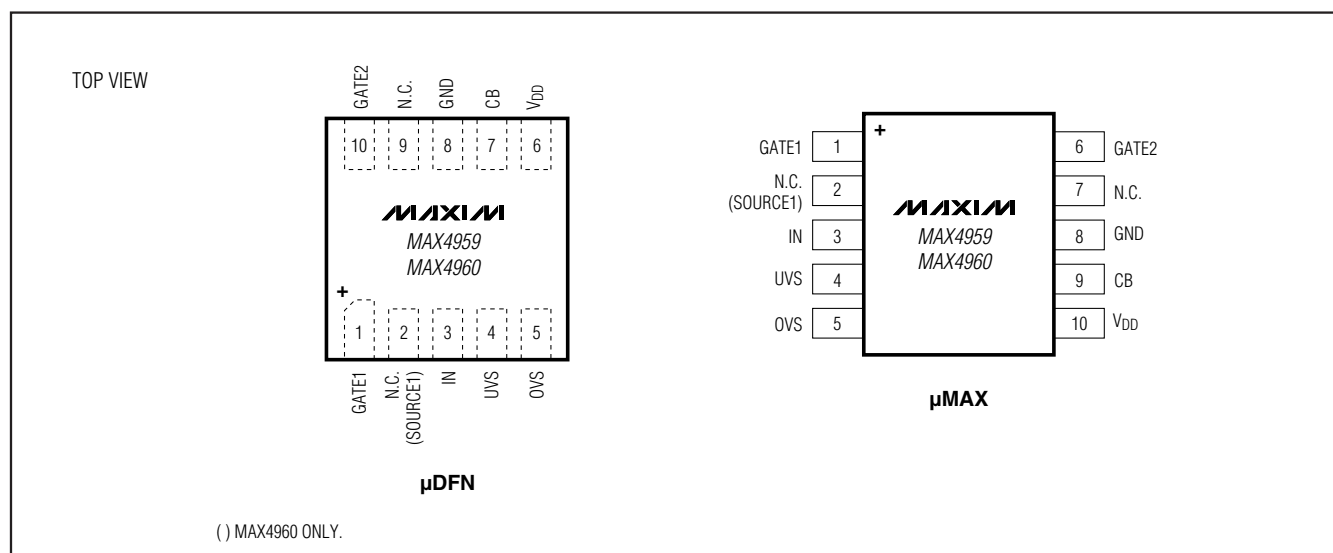 TOP VIEW
GATE2
N.C.
GND
CB
VDD
10
9
8
7
6
MAXIM
MAX4959
MAX4960
+
1
2
3
4
5
GATE1
N.C.
(SOURCE1)
IN
UVS
OVS
µDFN
+
GATE1 1
N.C.
(SOURCE1) 2
IN 3
UVS 4
OVS 5
MAXIM
MAX4959
MAX4960
6 GATE2
7 N.C.
8 GND
9 CB
10 VDD
µMAX
( ) MAX4960 ONLY.